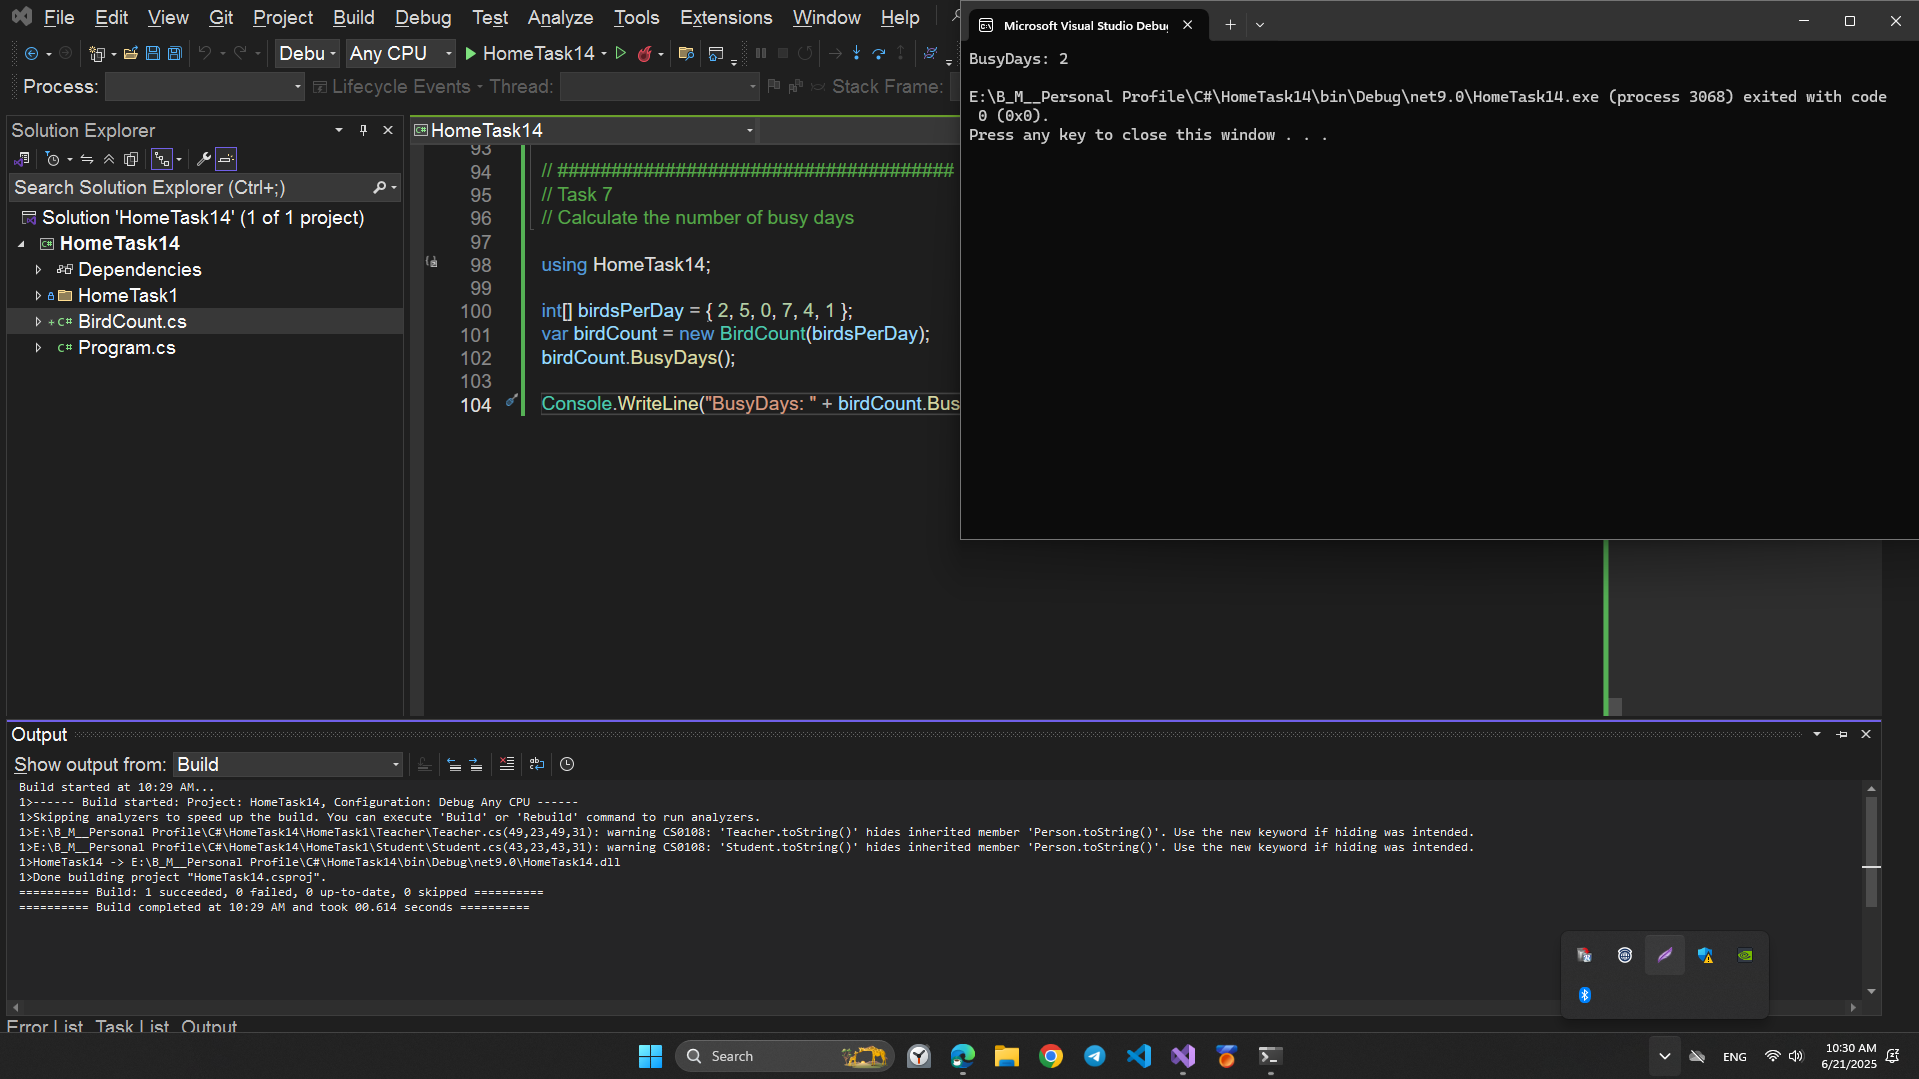 File Edit View Git Project Build Debug Test Analyze Tools Extensions Window Help
Debu Any CPU HomeTask14
Process: Lifecycle Events Thread: Stack Frame:
Solution Explorer
Search Solution Explorer (Ctrl+;)
Solution 'HomeTask14' (1 of 1 project)
HomeTask14
Dependencies
HomeTask1
BirdCount.cs
Program.cs
HomeTask14
93
94 // #####################################
95 // Task 7
96 // Calculate the number of busy days
97
98 using HomeTask14;
99
100 int[] birdsPerDay = { 2, 5, 0, 7, 4, 1 };
101 var birdCount = new BirdCount(birdsPerDay);
102 birdCount.BusyDays();
103
104 Console.WriteLine("BusyDays: " + birdCount.Bus
Microsoft Visual Studio Debug
BusyDays: 2
E:\B_M__Personal Profile\C#\HomeTask14\bin\Debug\net9.0\HomeTask14.exe (process 3068) exited with code
0 (0x0).
Press any key to close this window . . .
Output
Show output from: Build
Build started at 10:29 AM...
1>------ Build started: Project: HomeTask14, Configuration: Debug Any CPU ------
1>Skipping analyzers to speed up the build. You can execute 'Build' or 'Rebuild' command to run analyzers.
1>E:\B_M__Personal Profile\C#\HomeTask14\HomeTask1\Teacher\Teacher.cs(49,23,49,31): warning CS0108: 'Teacher.toString()' hides inherited member 'Person.toString()'. Use the new keyword if hiding was intended.
1>E:\B_M__Personal Profile\C#\HomeTask14\HomeTask1\Student\Student.cs(43,23,43,31): warning CS0108: 'Student.toString()' hides inherited member 'Person.toString()'. Use the new keyword if hiding was intended.
1>HomeTask14 -> E:\B_M__Personal Profile\C#\HomeTask14\bin\Debug\net9.0\HomeTask14.dll
1>Done building project "HomeTask14.csproj".
========== Build: 1 succeeded, 0 failed, 0 up-to-date, 0 skipped ==========
========== Build completed at 10:29 AM and took 00.614 seconds ==========
Error List Task List Output
Search
ENG
10:30 AM
6/21/2025